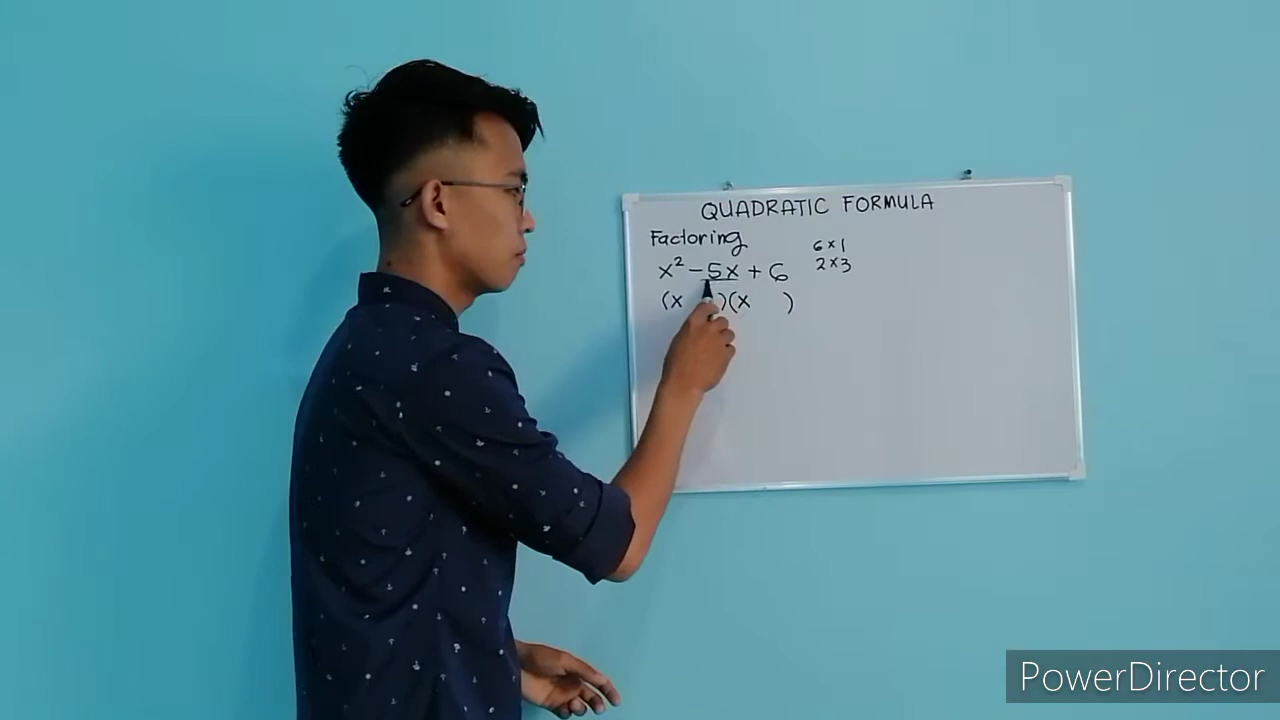 QUADRATIC FORMULA
Factoring
x² - 5x + 6
(x )(x )
6 x 1
2 x 3
PowerDirector